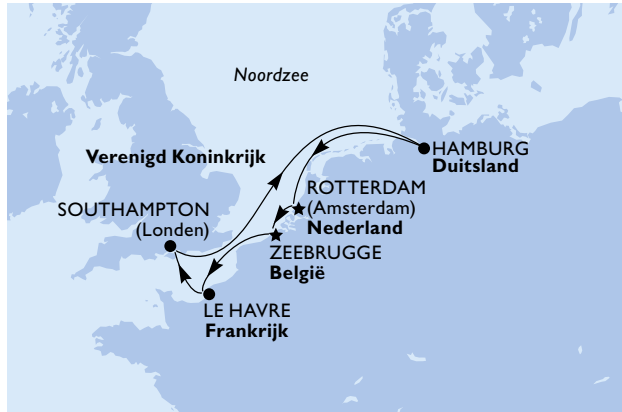 Noordzee
Verenigd Koninkrijk
HAMBURG
Duitsland
ROTTERDAM
(Amsterdam)
Nederland
SOUTHAMPTON
(Londen)
ZEEBRUGGE
België
LE HAVRE
Frankrijk